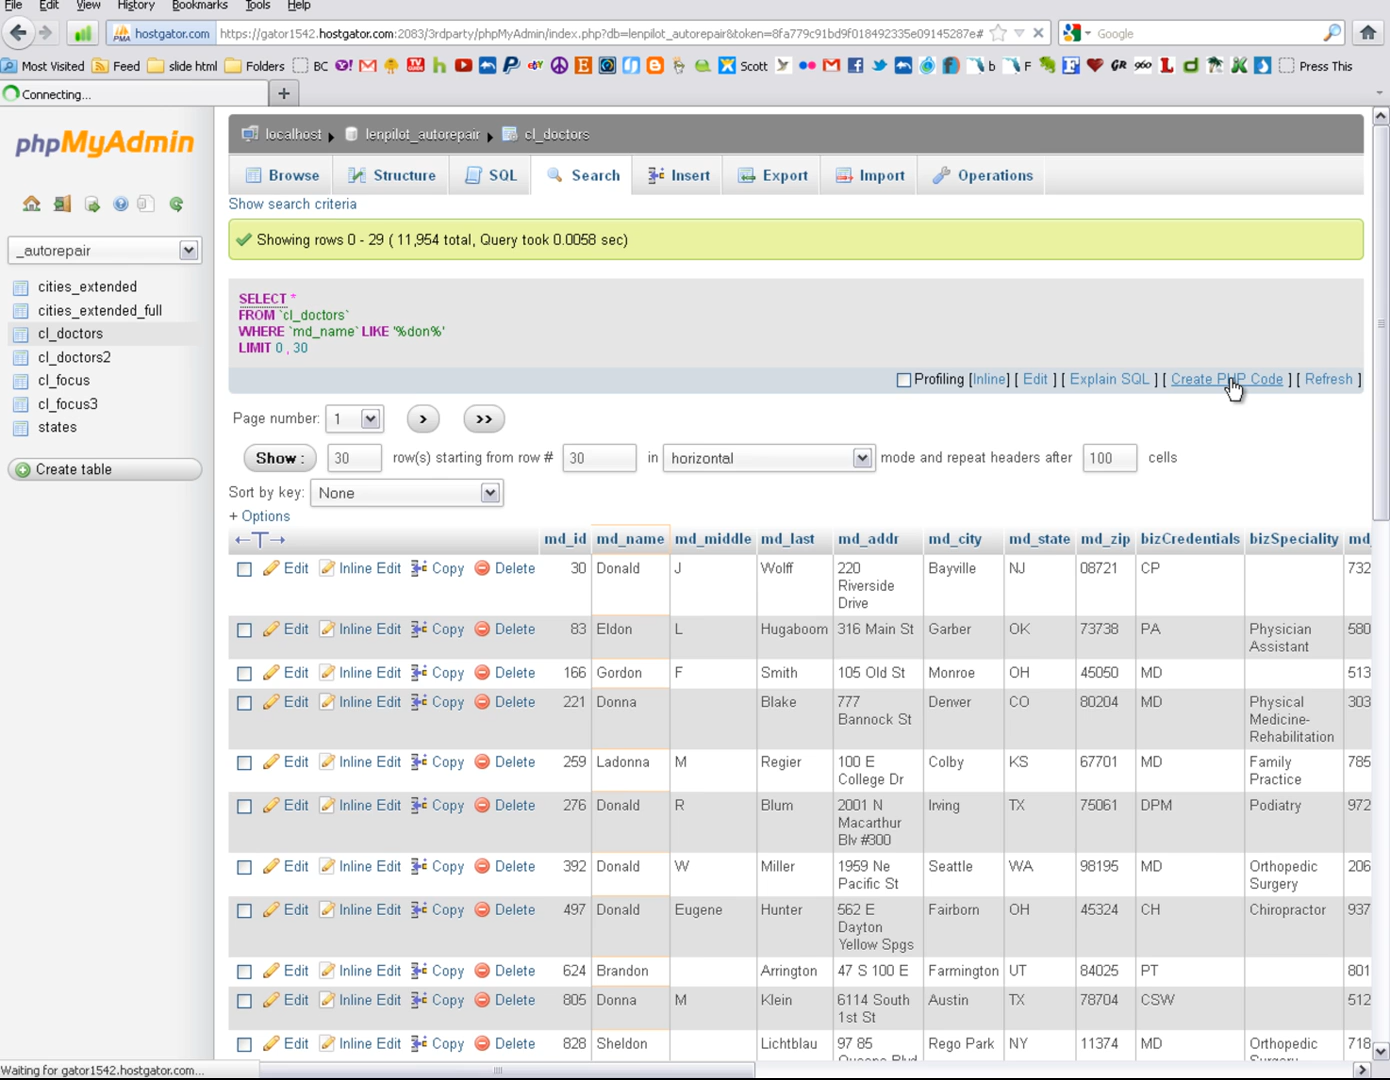 File Edit View History Bookmarks Tools Help
hostgator.com https://gator1542.hostgator.com:2083/3rdparty/phpMyAdmin/index.php?db=lenpilot_autorepair&token=8fa779c91bd9f018492335e09145287e# Google
Most Visited Feed slide html Folders BC Scott b F GR 960 Press This
Connecting...
phpMyAdmin
_autorepair
cities_extended
cities_extended_full
cl_doctors
cl_doctors2
cl_focus
cl_focus3
states
Create table
localhost lenpilot_autorepair cl_doctors
Browse Structure SQL Search Insert Export Import Operations
Show search criteria
Showing rows 0 - 29 ( 11,954 total, Query took 0.0058 sec)
SELECT *
FROM `cl_doctors`
WHERE `md_name` LIKE '%don%'
LIMIT 0 , 30
Profiling [Inline] [ Edit ] [ Explain SQL ] [ Create PHP Code ] [ Refresh ]
Page number: 1 > >>
Show : 30 row(s) starting from row # 30 in horizontal mode and repeat headers after 100 cells
Sort by key: None
+ Options
←T→ md_id md_name md_middle md_last md_addr md_city md_state md_zip bizCredentials bizSpeciality md_
Edit Inline Edit Copy Delete 30 Donald J Wolff 220 Bayville NJ 08721 CP 732
Riverside
Drive
Edit Inline Edit Copy Delete 83 Eldon L Hugaboom 316 Main St Garber OK 73738 PA Physician 580
Assistant
Edit Inline Edit Copy Delete 166 Gordon F Smith 105 Old St Monroe OH 45050 MD 513
Edit Inline Edit Copy Delete 221 Donna Blake 777 Denver CO 80204 MD Physical 303
Bannock St Medicine-
Rehabilitation
Edit Inline Edit Copy Delete 259 Ladonna M Regier 100 E Colby KS 67701 MD Family 785
College Dr Practice
Edit Inline Edit Copy Delete 276 Donald R Blum 2001 N Irving TX 75061 DPM Podiatry 972
Macarthur
Blv #300
Edit Inline Edit Copy Delete 392 Donald W Miller 1959 Ne Seattle WA 98195 MD Orthopedic 206
Pacific St Surgery
Edit Inline Edit Copy Delete 497 Donald Eugene Hunter 562 E Fairborn OH 45324 CH Chiropractor 937
Dayton
Yellow Spgs
Edit Inline Edit Copy Delete 624 Brandon Arrington 47 S 100 E Farmington UT 84025 PT 801
Edit Inline Edit Copy Delete 805 Donna M Klein 6114 South Austin TX 78704 CSW 512
1st St
Edit Inline Edit Copy Delete 828 Sheldon Lichtblau 97 85 Rego Park NY 11374 MD Orthopedic 718
Waiting for gator1542.hostgator.com...